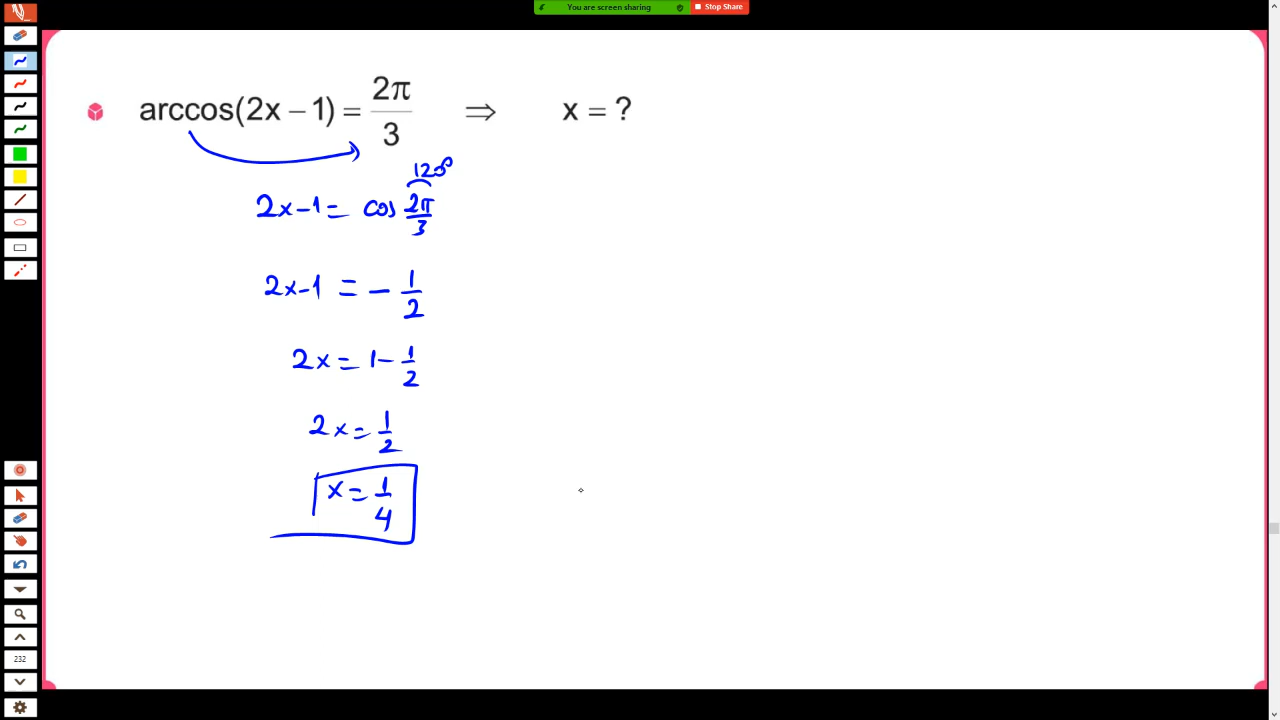 You are screen sharing Stop Share
arccos(2x − 1) = 2π/3 ⇒ x = ?
120°
2x-1 = cos 2π/3
2x-1 = - 1/2
2x = 1 - 1/2
2x = 1/2
x = 1/4
232